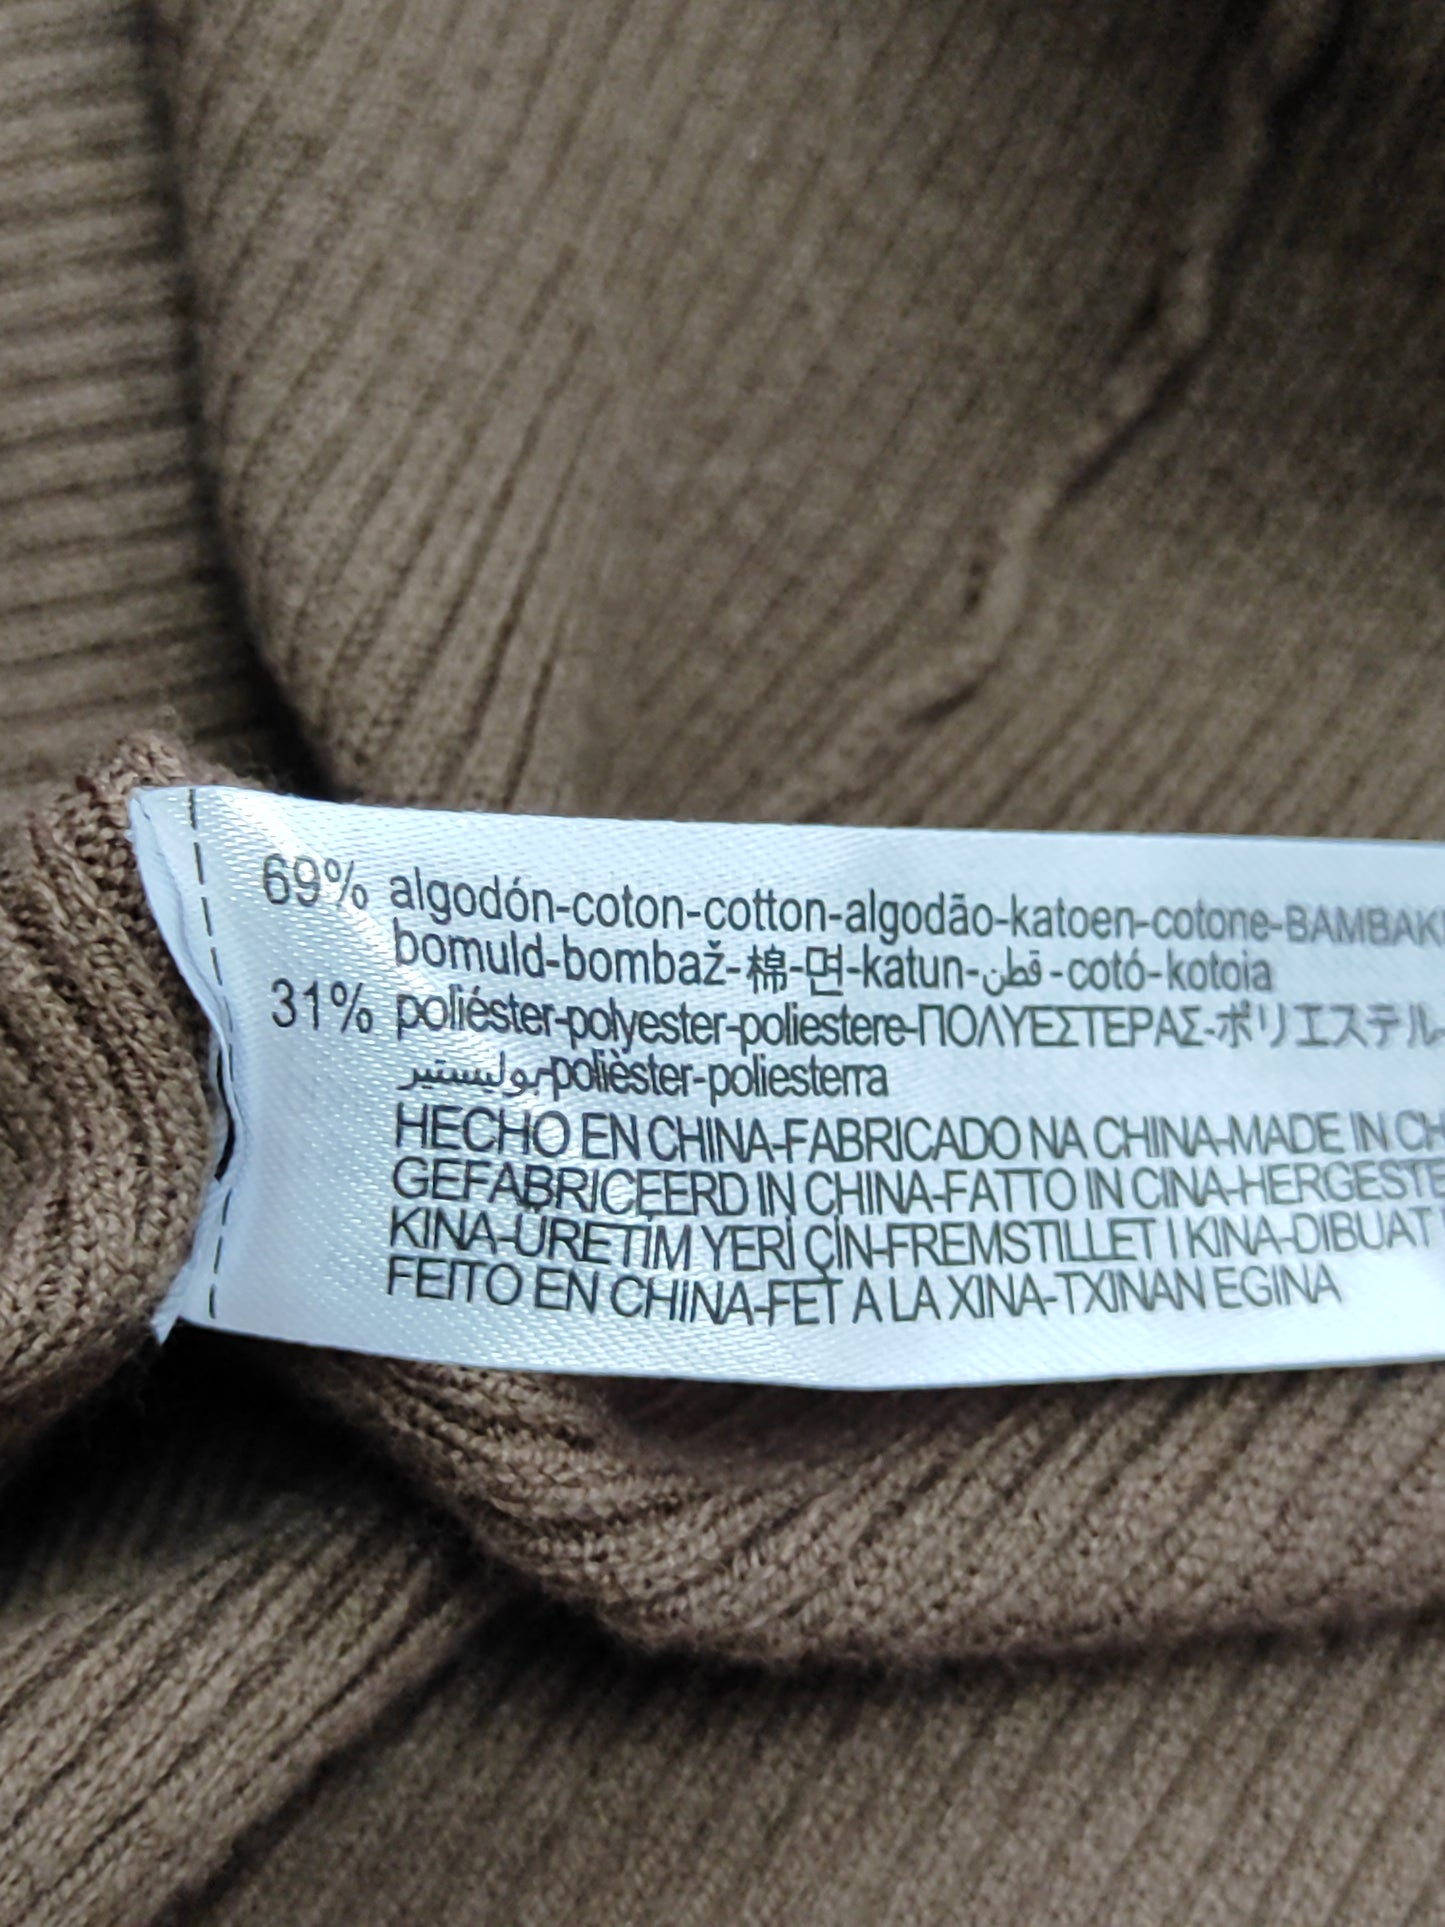 69% algodón-coton-cotton-algodão-katoen-cotone-BAMBAK
bomuld-bombaž-棉-면-katun-قطن-cotó-kotoia
31% poliéster-polyester-poliestere-ΠΟΛΥΕΣΤΕΡΑΣ-ポリエステル-
بوليستير-polièster-poliesterra
HECHO EN CHINA-FABRICADO NA CHINA-MADE IN CH
GEFABRICEERD IN CHINA-FATTO IN CINA-HERGESTE
KINA-ÜRETİM YERİ ÇİN-FREMSTILLET I KINA-DIBUAT
FEITO EN CHINA-FET A LA XINA-TXINAN EGINA